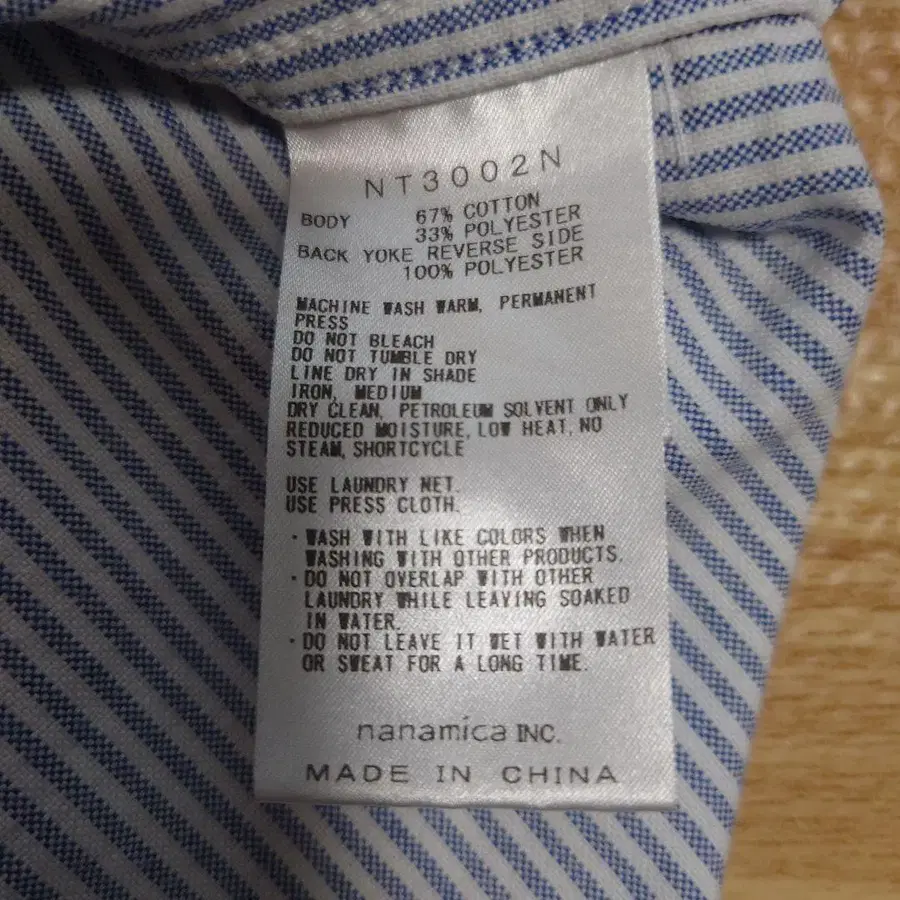 NT3002N
BODY 67% COTTON
33% POLYESTER
BACK YOKE REVERSE SIDE
100% POLYESTER
MACHINE WASH WARM, PERMANENT
PRESS
DO NOT BLEACH
DO NOT TUMBLE DRY
LINE DRY IN SHADE
IRON, MEDIUM
DRY CLEAN, PETROLEUM SOLVENT ONLY
REDUCED MOISTURE, LOW HEAT, NO
STEAM, SHORTCYCLE
USE LAUNDRY NET.
USE PRESS CLOTH.
・WASH WITH LIKE COLORS WHEN
WASHING WITH OTHER PRODUCTS.
・DO NOT OVERLAP WITH OTHER
LAUNDRY WHILE LEAVING SOAKED
IN WATER.
・DO NOT LEAVE IT WET WITH WATER
OR SWEAT FOR A LONG TIME.
nanamica INC.
MADE IN CHINA